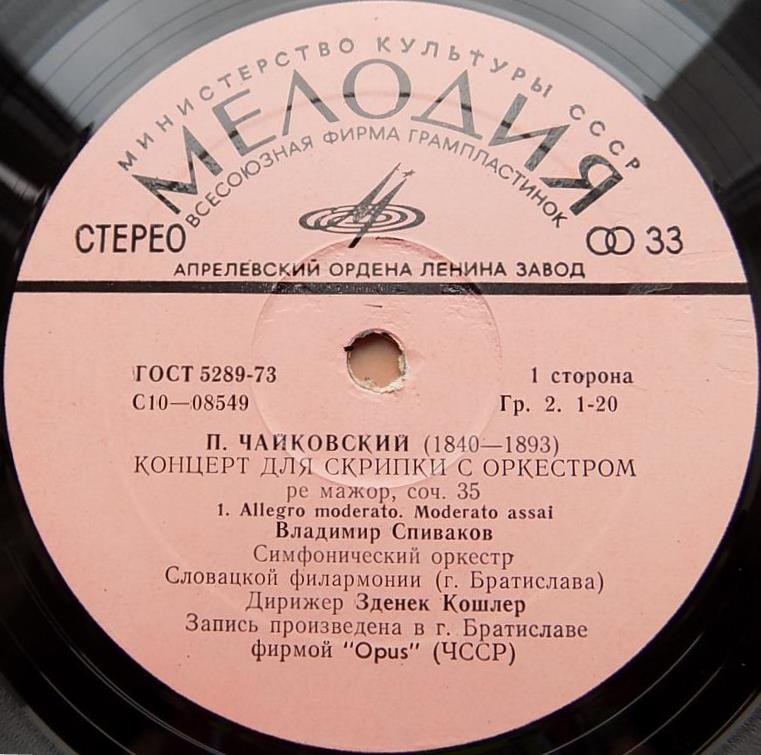 МИНИСТЕРСТВО КУЛЬТУРЫ СССР
МЕЛОДИЯ
ВСЕСОЮЗНАЯ ФИРМА ГРАМПЛАСТИНОК
СТЕРЕО
33
АПРЕЛЕВСКИЙ ОРДЕНА ЛЕНИНА ЗАВОД
ГОСТ 5289-73
1 сторона
С10—08549
Гр. 2. 1-20
П. ЧАЙКОВСКИЙ (1840—1893)
КОНЦЕРТ ДЛЯ СКРИПКИ С ОРКЕСТРОМ
ре мажор, соч. 35
1. Allegro moderato. Moderato assai
Владимир Спиваков
Симфонический оркестр
Словацкой филармонии (г. Братислава)
Дирижер Зденек Кошлер
Запись произведена в г. Братиславе
фирмой "Opus" (ЧССР)